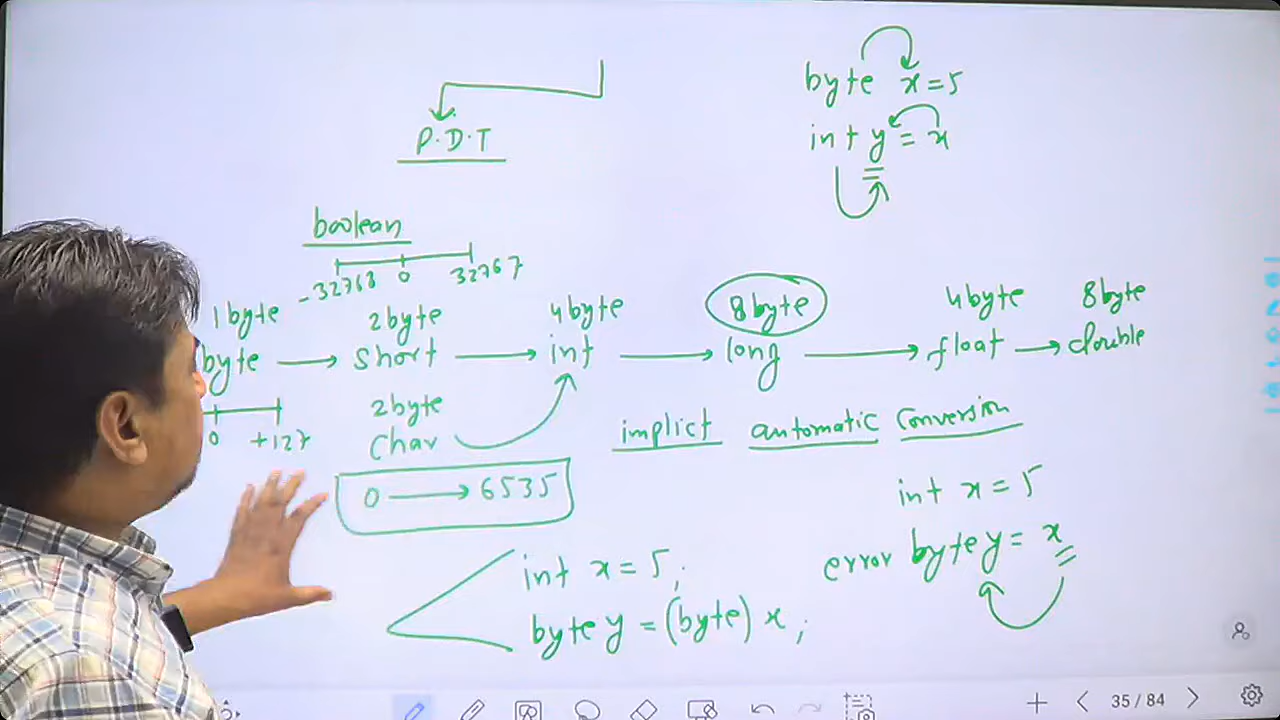 byte x = 5
int y = x
P.D.T
boolean
-32768 0 32767
1byte 2byte 4byte 8byte 4byte 8byte
byte short int long float double
0 +127
2byte
Char
implict automatic Conversion
0 6535
int x = 5
error byte y = x
int x = 5;
byte y = (byte) x;
35 / 84